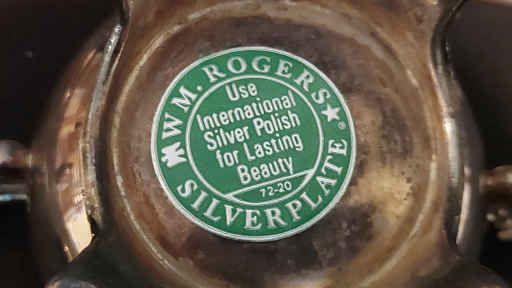 WM. ROGERS★®
Use
International
Silver Polish
for Lasting
Beauty
72-20
SILVERPLATE